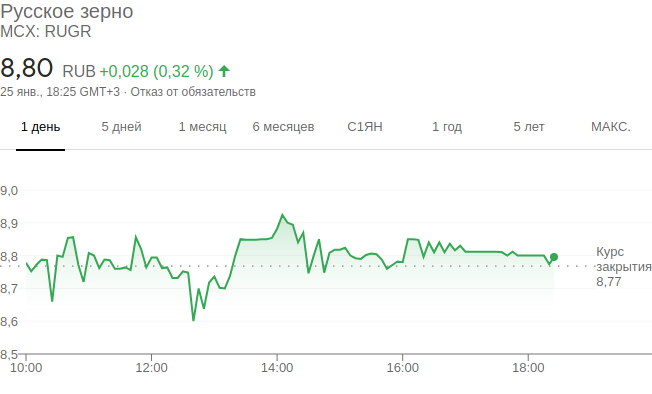 Русское зерно
MCX: RUGR
8,80 RUB +0,028 (0,32 %)
25 янв., 18:25 GMT+3 · Отказ от обязательств
1 день 5 дней 1 месяц 6 месяцев С1ЯН 1 год 5 лет МАКС.
9,0
8,9
8,8
8,7
8,6
8,5
Курс
закрытия
8,77
10:00 12:00 14:00 16:00 18:00